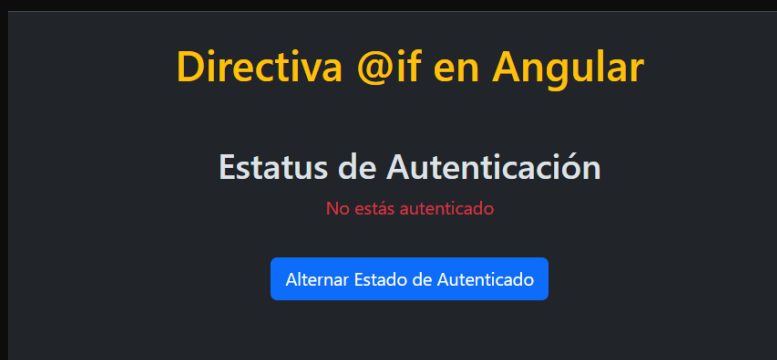 Directiva @if en Angular
Estatus de Autenticación
No estás autenticado
Alternar Estado de Autenticado